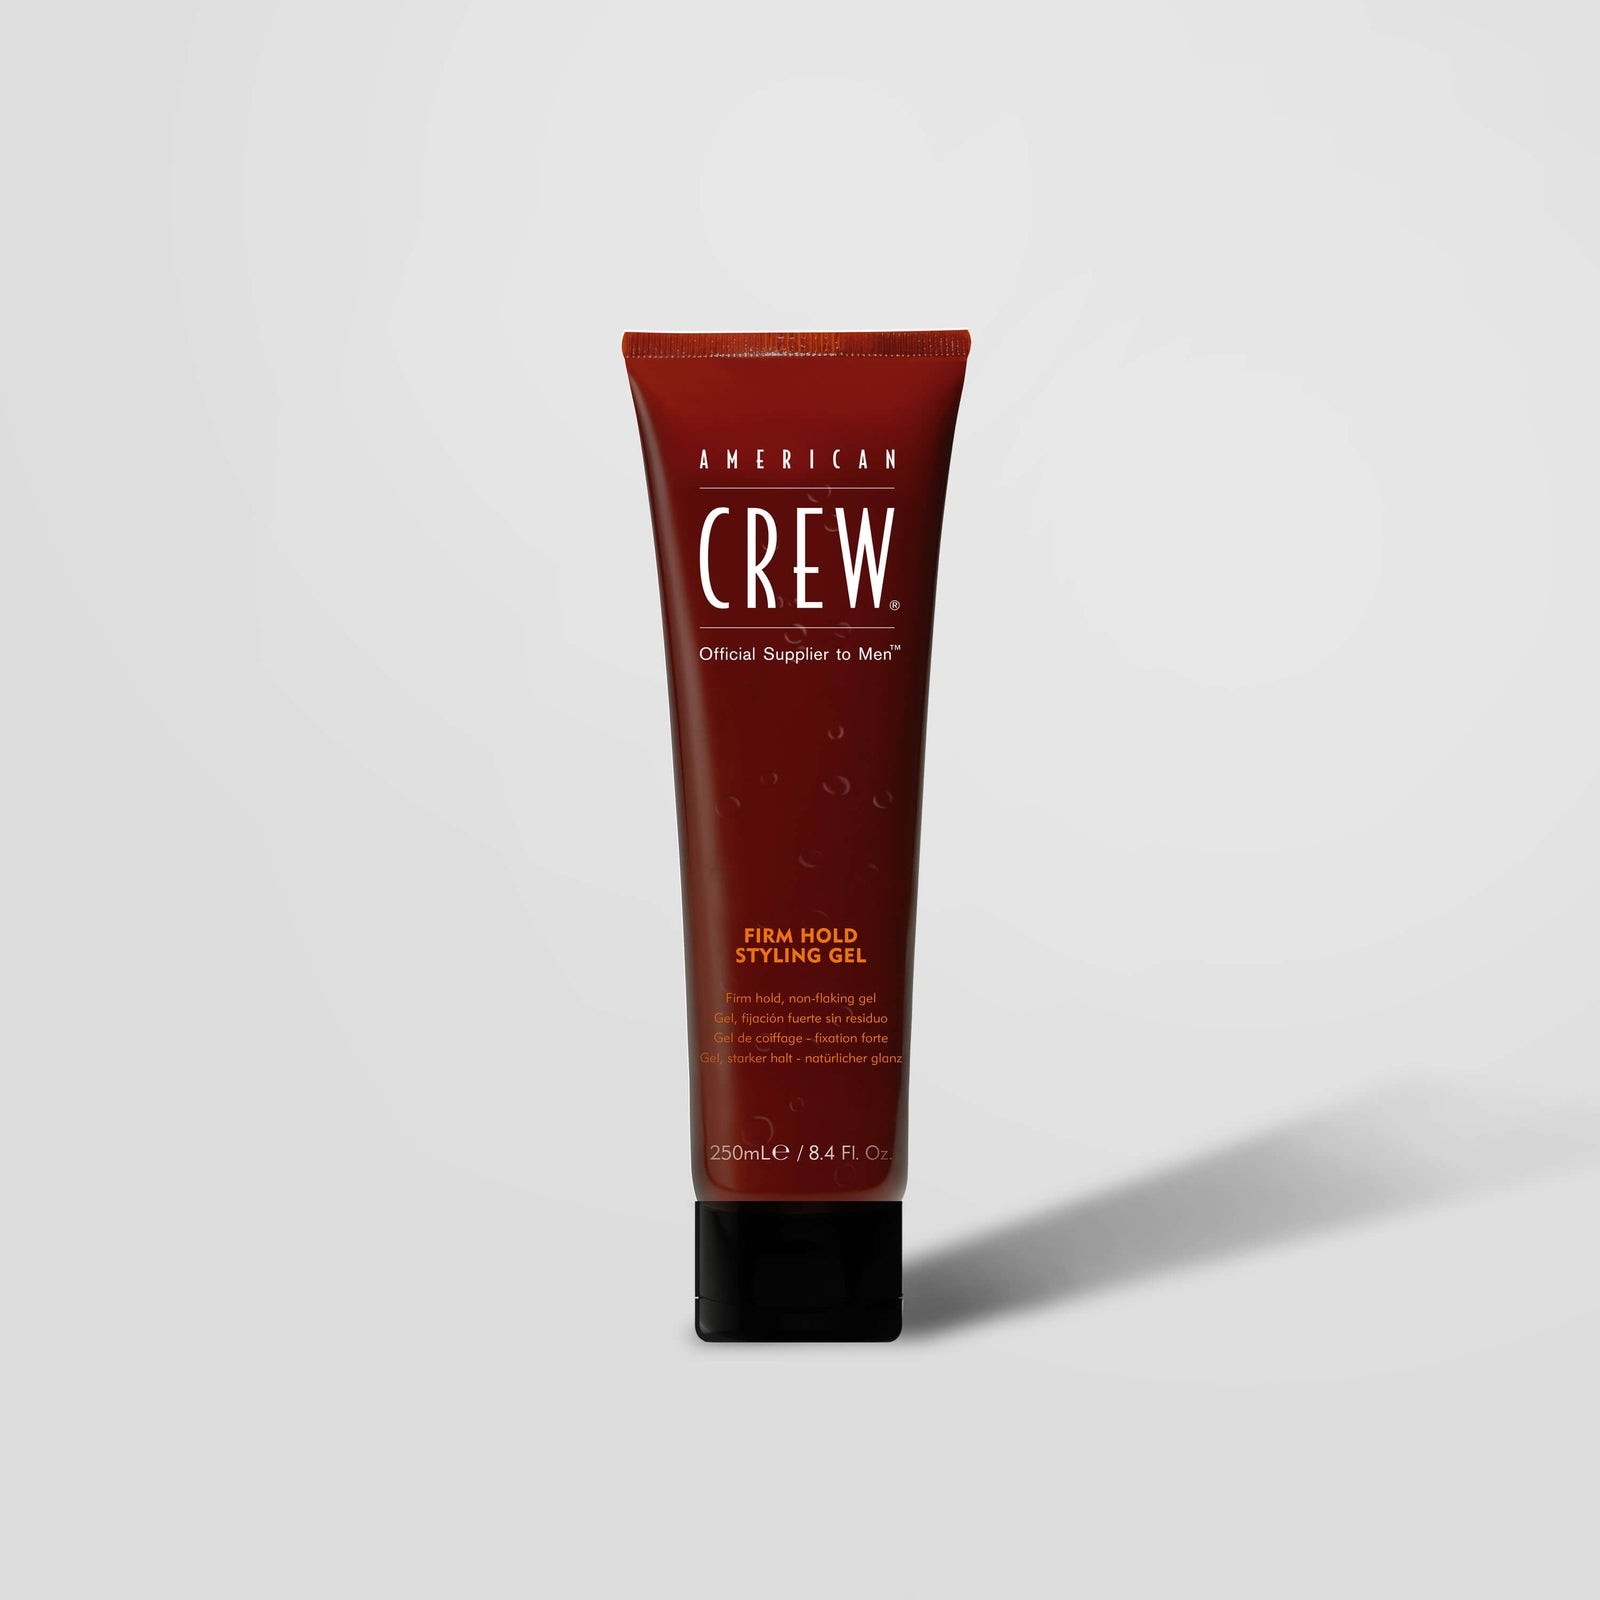 AMERICAN
CREW®
Official Supplier to Men™
FIRM HOLD
STYLING GEL
Firm hold, non-flaking gel
Gel, fijación fuerte sin residuo
Gel de coiffage - fixation forte
Gel, starker halt - natürlicher glanz
250mL℮ / 8.4 Fl. Oz.